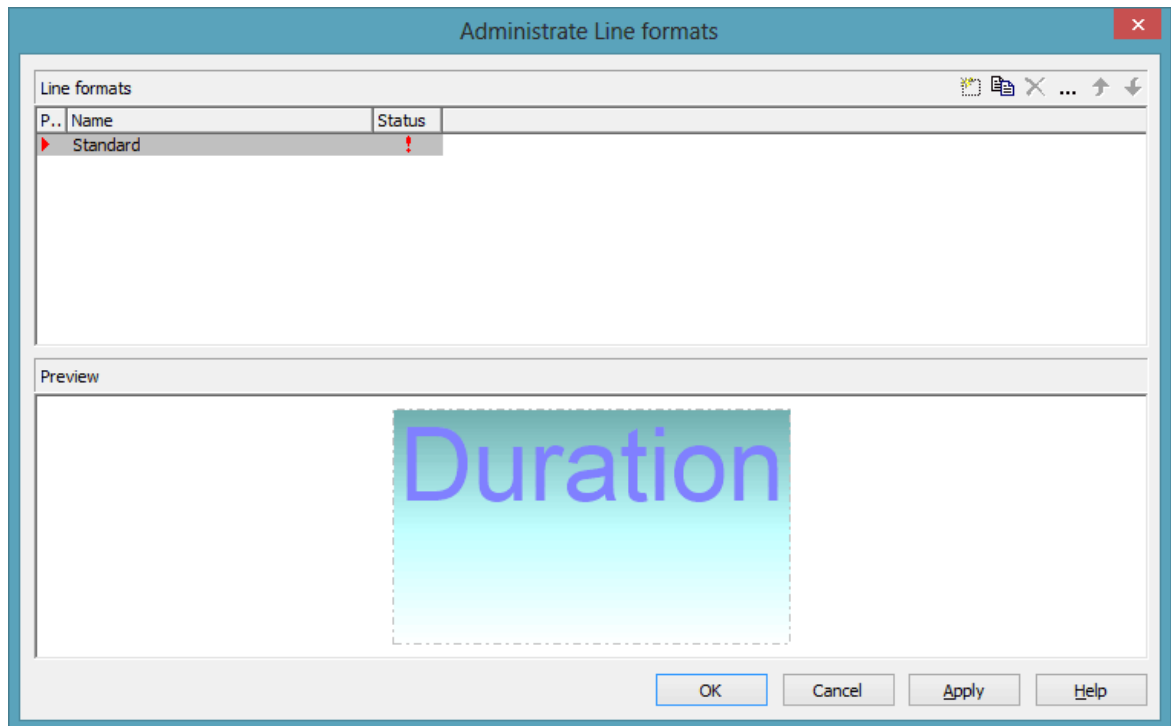 Administrate Line formats
Line formats
...
P.. Name Status
Standard
Preview
Duration
OK Cancel Apply Help